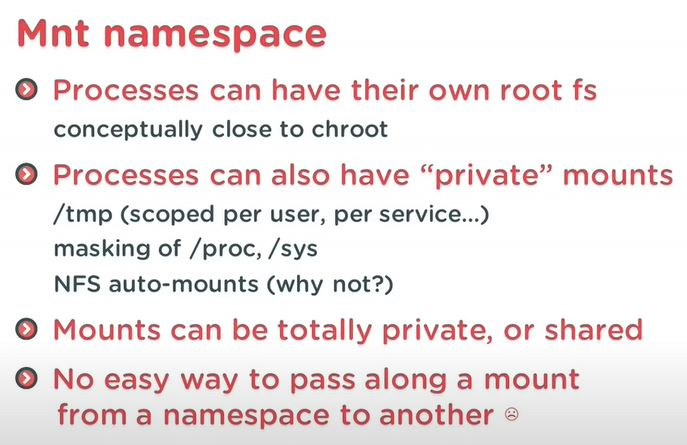 Mnt namespace
Processes can have their own root fs
conceptually close to chroot
Processes can also have “private” mounts
/tmp (scoped per user, per service...)
masking of /proc, /sys
NFS auto-mounts (why not?)
Mounts can be totally private, or shared
No easy way to pass along a mount
from a namespace to another ☹